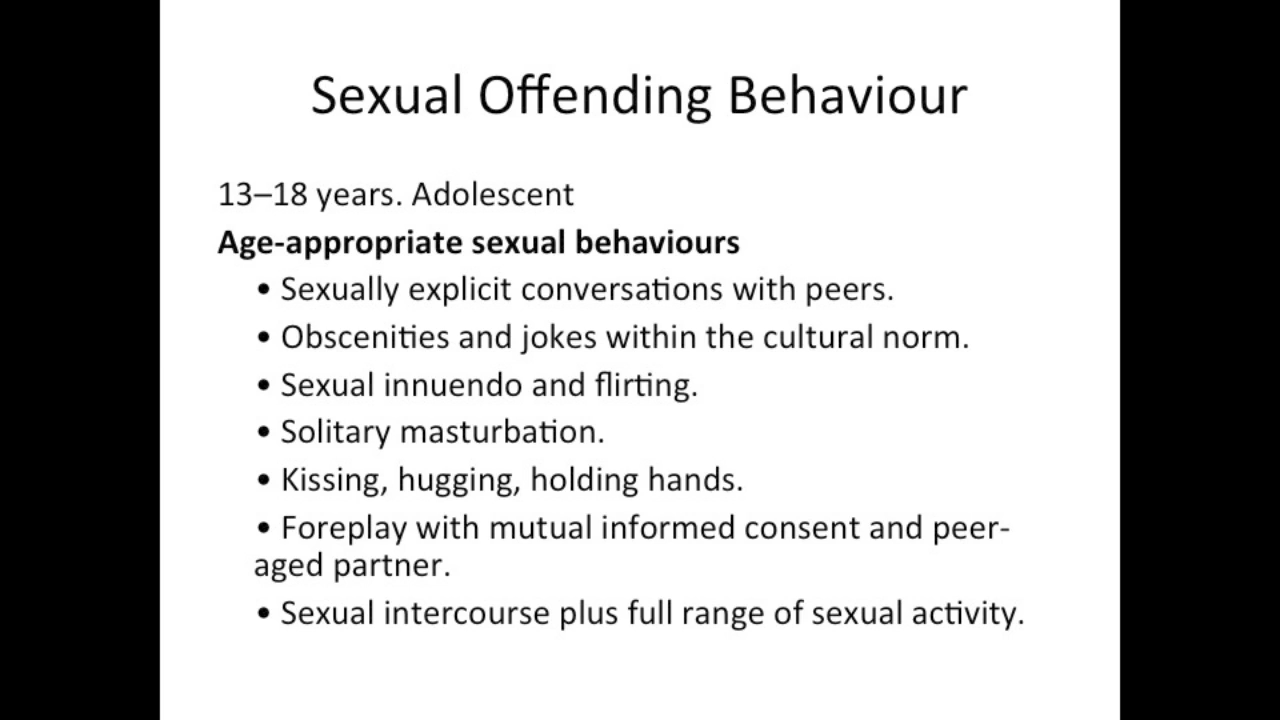 Sexual Offending Behaviour
13–18 years. Adolescent
Age-appropriate sexual behaviours
• Sexually explicit conversations with peers.
• Obscenities and jokes within the cultural norm.
• Sexual innuendo and flirting.
• Solitary masturbation.
• Kissing, hugging, holding hands.
• Foreplay with mutual informed consent and peer-
aged partner.
• Sexual intercourse plus full range of sexual activity.